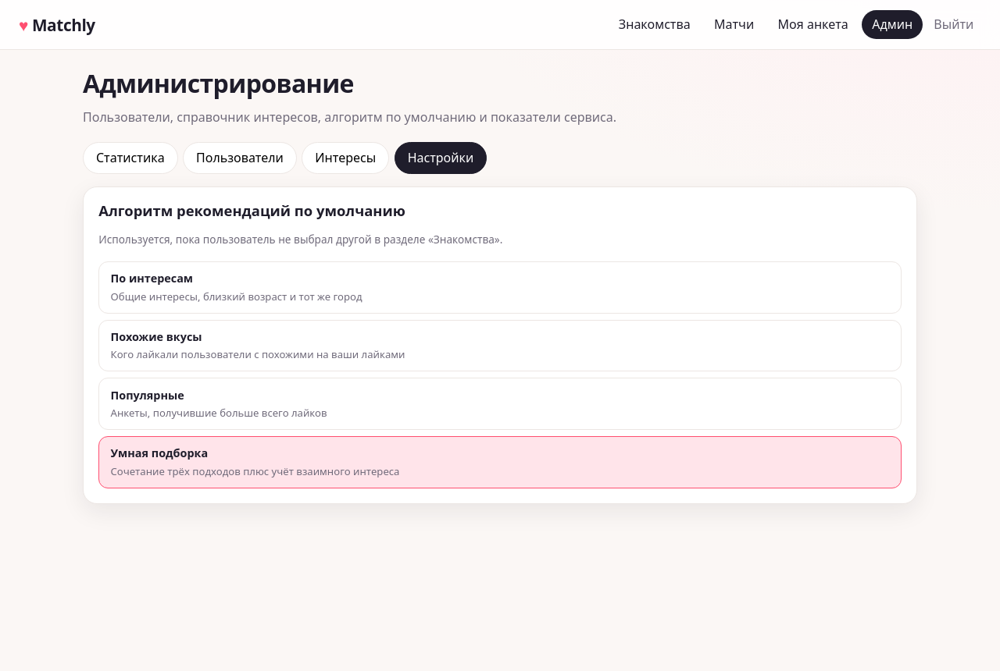 ♥ Matchly
Знакомства Матчи Моя анкета Админ Выйти
Администрирование
Пользователи, справочник интересов, алгоритм по умолчанию и показатели сервиса.
Статистика Пользователи Интересы Настройки
Алгоритм рекомендаций по умолчанию
Используется, пока пользователь не выбрал другой в разделе «Знакомства».
По интересам
Общие интересы, близкий возраст и тот же город
Похожие вкусы
Кого лайкали пользователи с похожими на ваши лайками
Популярные
Анкеты, получившие больше всего лайков
Умная подборка
Сочетание трёх подходов плюс учёт взаимного интереса